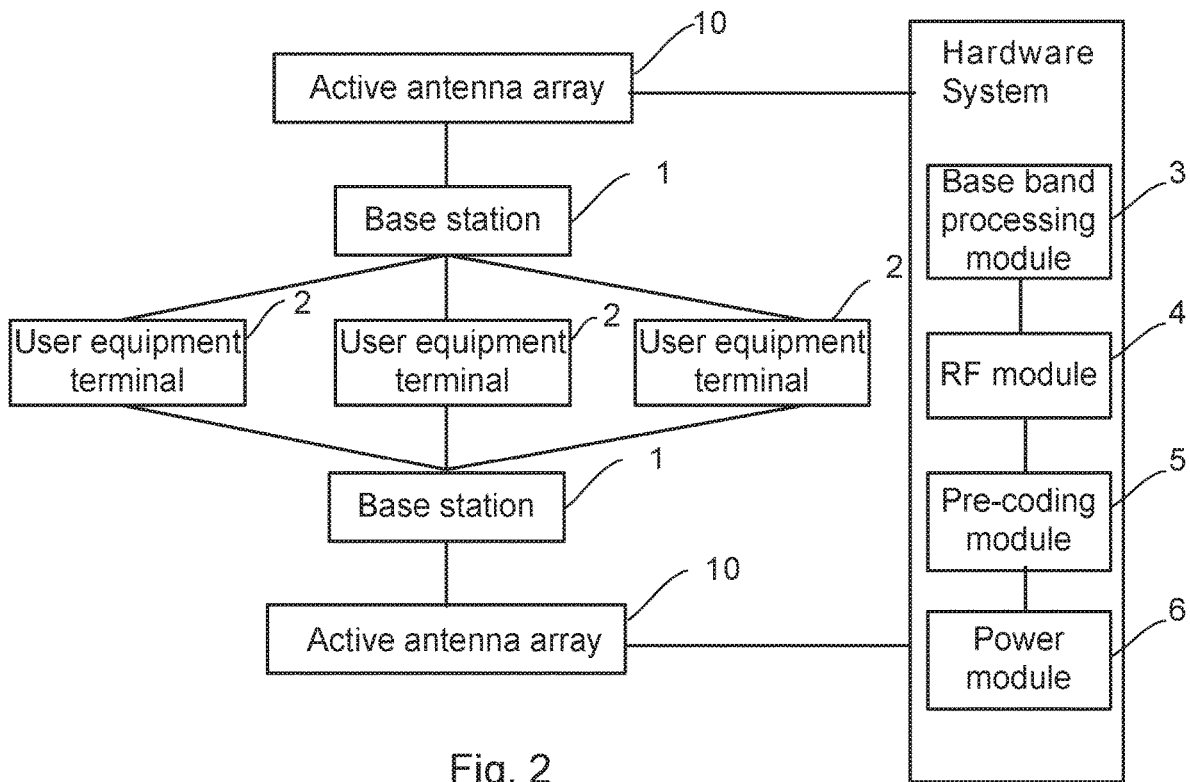 10
Active antenna array
Hardware
System
1
Base station
Base band
processing
module
3
2
User equipment
terminal
2
User equipment
terminal
2
User equipment
terminal
4
RF module
1
Base station
5
Pre-coding
module
10
Active antenna array
6
Power
module
Fig. 2